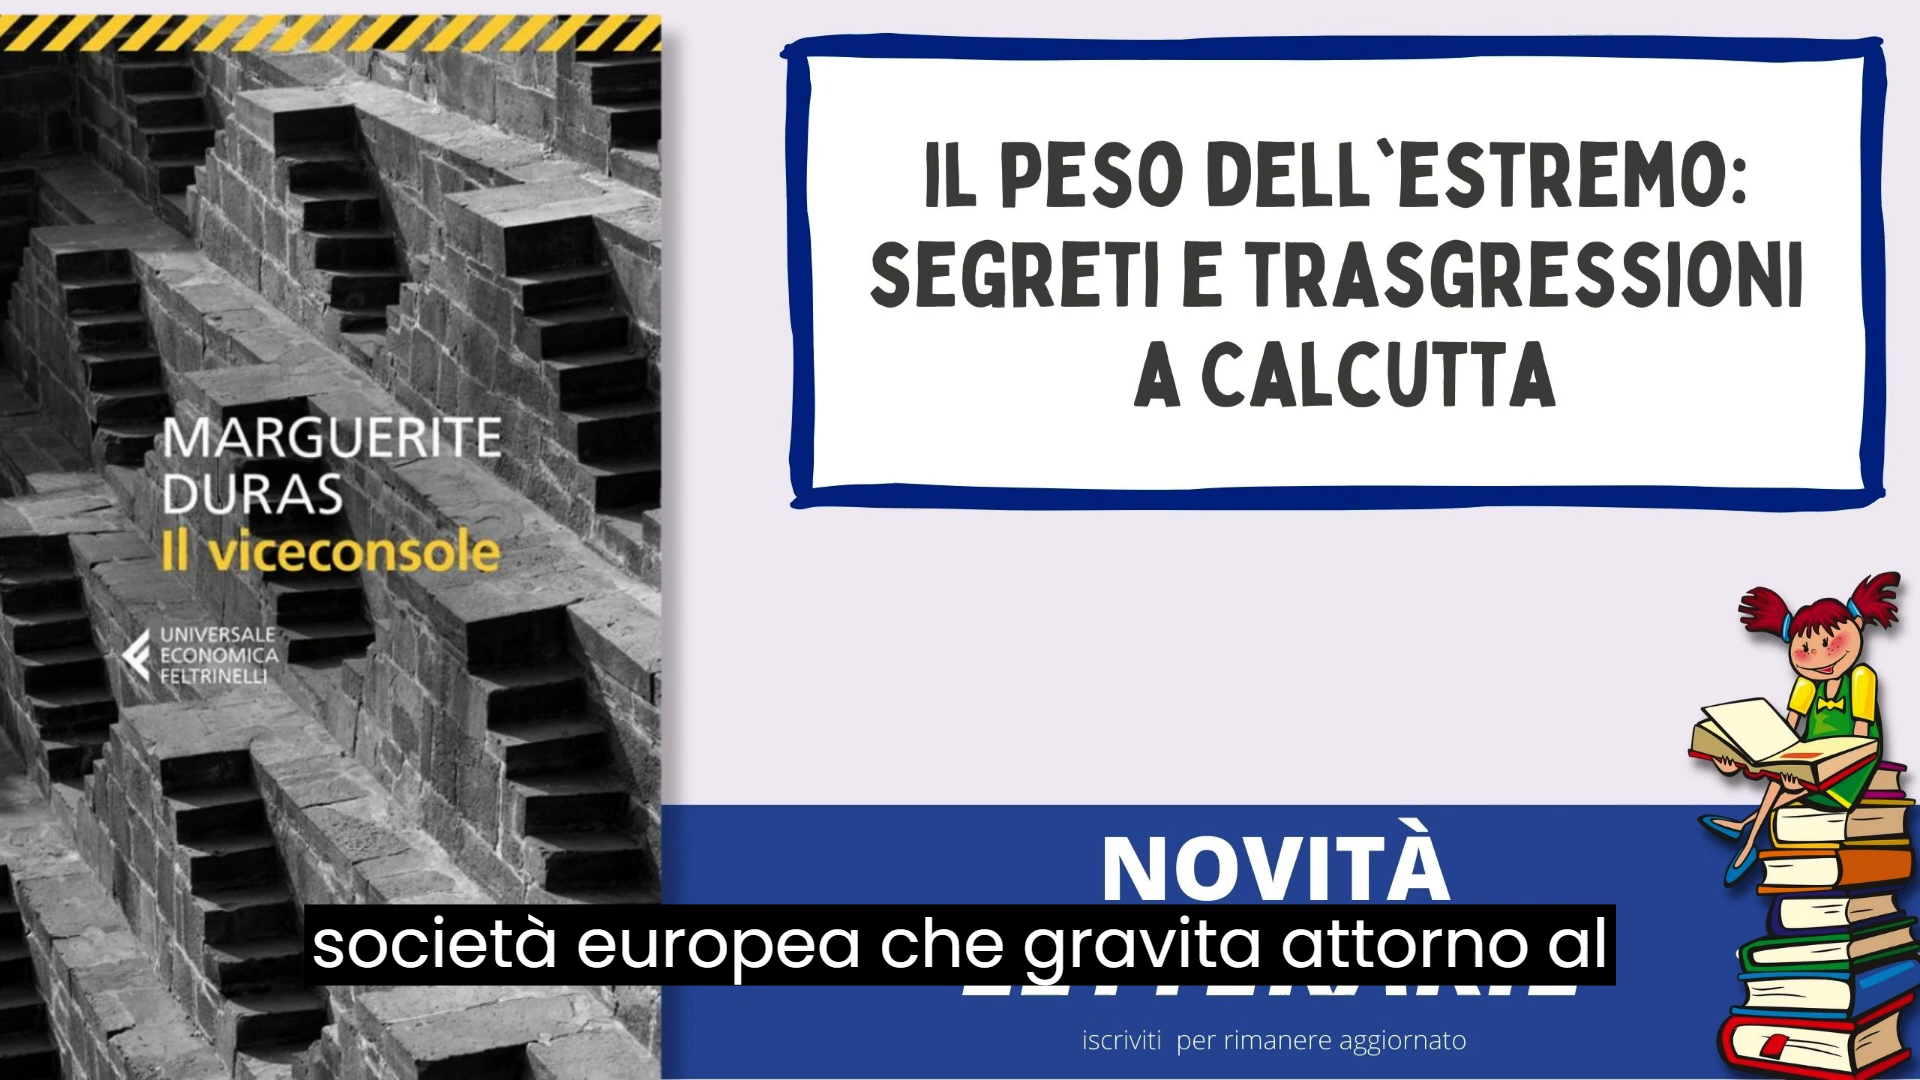 MARGUERITE
DURAS
Il viceconsole
UNIVERSALE
ECONOMICA
FELTRINELLI
IL PESO DELL`ESTREMO:
SEGRETI E TRASGRESSIONI
A CALCUTTA
NOVITÀ
società europea che gravita attorno al
iscriviti per rimanere aggiornato